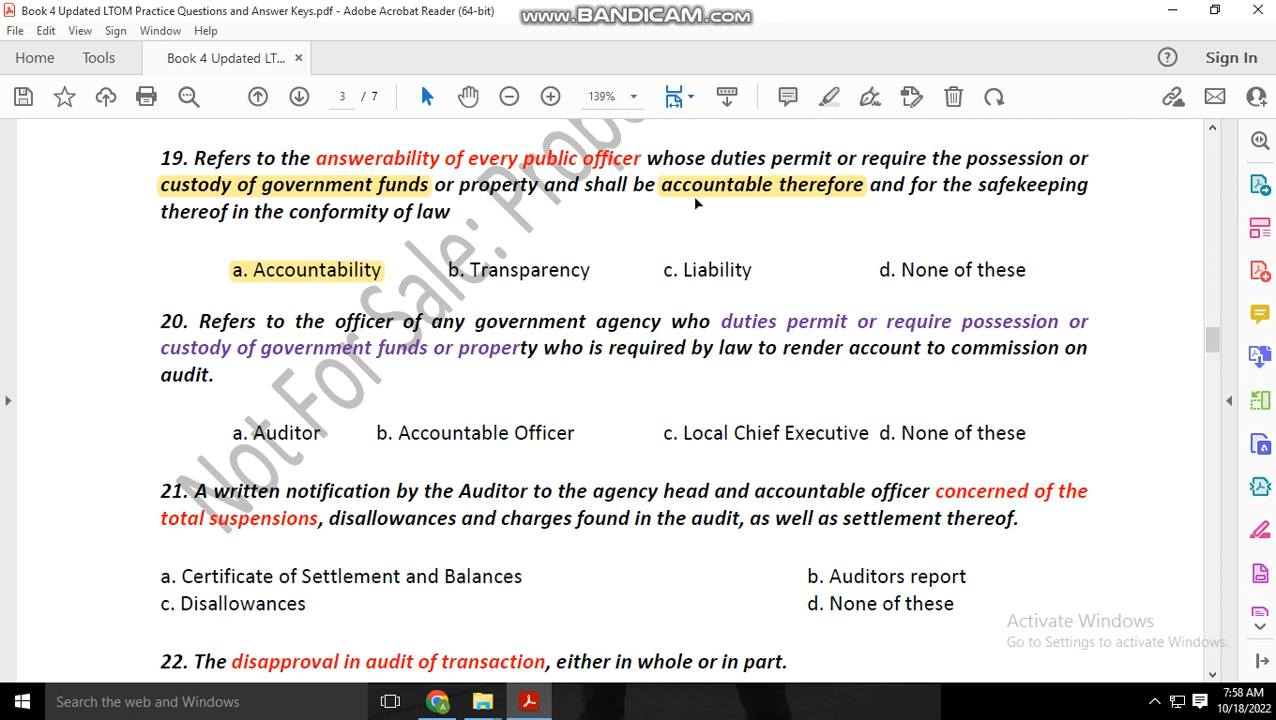 Book 4 Updated LTOM Practice Questions and Answer Keys.pdf - Adobe Acrobat Reader (64-bit)
www.BANDICAM.com
File Edit View Sign Window Help
Home Tools Book 4 Updated LT... × Sign In
3 / 7 139%
19. Refers to the answerability of every public officer whose duties permit or require the possession or
custody of government funds or property and shall be accountable therefore and for the safekeeping
thereof in the conformity of law
a. Accountability b. Transparency c. Liability d. None of these
20. Refers to the officer of any government agency who duties permit or require possession or
custody of government funds or property who is required by law to render account to commission on
audit.
a. Auditor b. Accountable Officer c. Local Chief Executive d. None of these
21. A written notification by the Auditor to the agency head and accountable officer concerned of the
total suspensions, disallowances and charges found in the audit, as well as settlement thereof.
a. Certificate of Settlement and Balances b. Auditors report
c. Disallowances d. None of these
22. The disapproval in audit of transaction, either in whole or in part.
Not For Sale: Prop
Activate Windows
Go to Settings to activate Windows.
Search the web and Windows
7:58 AM
10/18/2022